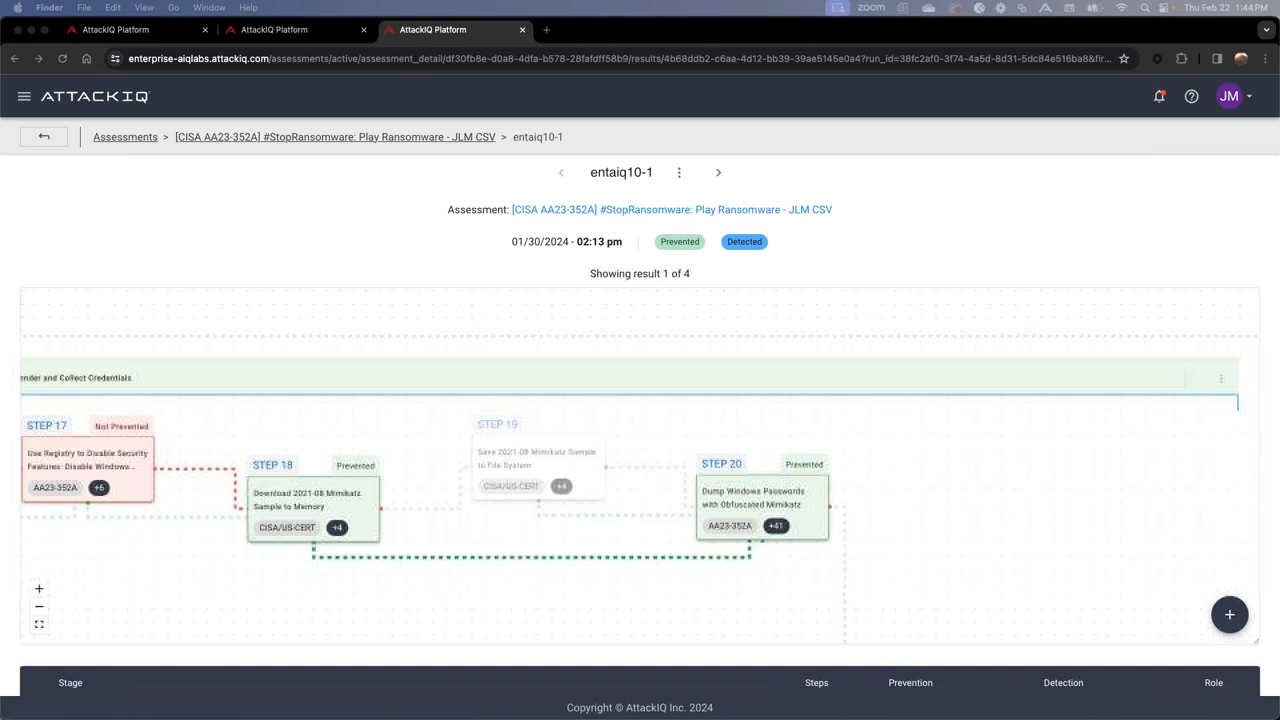 Finder File Edit View Go Window Help zoom Thu Feb 22 1:44 PM
AttackIQ Platform AttackIQ Platform AttackIQ Platform
enterprise-aiqlabs.attackiq.com/assessments/active/assessment_detail/df30fb8e-d0a8-4dfa-b578-28fafdff58b9/results/4b68ddb2-c6aa-4d12-bb39-39ae5145e0a4?run_id=38fc2af0-3f74-4a5d-8d31-5dc84e516ba8&fir...
ATTACKIQ JM
Assessments > [CISA AA23-352A] #StopRansomware: Play Ransomware - JLM CSV > entaiq10-1
entaiq10-1
Assessment: [CISA AA23-352A] #StopRansomware: Play Ransomware - JLM CSV
01/30/2024 - 02:13 pm Prevented Detected
Showing result 1 of 4
ender and Collect Credentials
STEP 17 Not Prevented
Use Registry to Disable Security
Features: Disable Windows...
AA23-352A +6
STEP 18 Prevented
Download 2021-08 Mimikatz
Sample to Memory
CISA/US-CERT +4
STEP 19
Save 2021-08 Mimikatz Sample
to File System
CISA/US-CERT +4
STEP 20 Prevented
Dump Windows Passwords
with Obfuscated Mimikatz
AA23-352A +41
Stage Steps Prevention Detection Role
Copyright © AttackIQ Inc. 2024